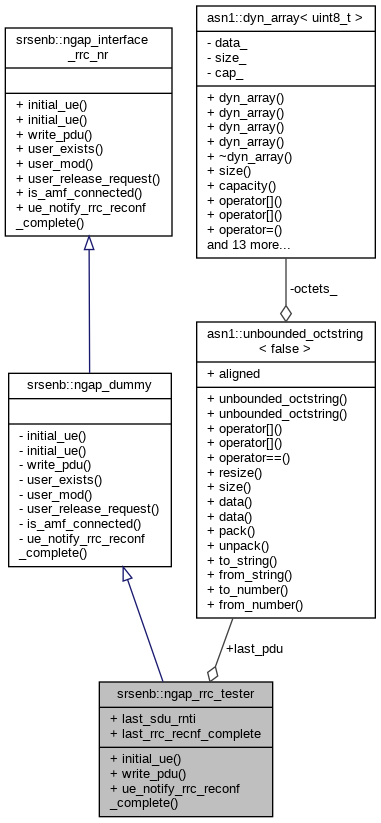 srsenb::ngap_interface
_rrc_nr
+ initial_ue()
+ initial_ue()
+ write_pdu()
+ user_exists()
+ user_mod()
+ user_release_request()
+ is_amf_connected()
+ ue_notify_rrc_reconf
_complete()
asn1::dyn_array< uint8_t >
- data_
- size_
- cap_
+ dyn_array()
+ dyn_array()
+ dyn_array()
+ dyn_array()
+ ~dyn_array()
+ size()
+ capacity()
+ operator[]()
+ operator[]()
+ operator=()
and 13 more...
-octets_
asn1::unbounded_octstring
< false >
+ aligned
+ unbounded_octstring()
+ unbounded_octstring()
+ operator[]()
+ operator[]()
+ operator==()
+ resize()
+ size()
+ data()
+ data()
+ pack()
+ unpack()
+ to_string()
+ from_string()
+ to_number()
+ from_number()
srsenb::ngap_dummy
- initial_ue()
- initial_ue()
- write_pdu()
- user_exists()
- user_mod()
- user_release_request()
- is_amf_connected()
- ue_notify_rrc_reconf
_complete()
+last_pdu
srsenb::ngap_rrc_tester
+ last_sdu_rnti
+ last_rrc_recnf_complete
+ initial_ue()
+ write_pdu()
+ ue_notify_rrc_reconf
_complete()